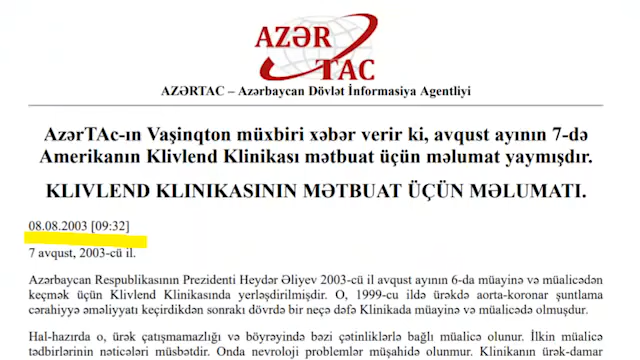 AZƏR
TAC
AZƏRTAC – Azərbaycan Dövlət İnformasiya Agentliyi
AzərTAc-ın Vaşinqton müxbiri xəbər verir ki, avqust ayının 7-də
Amerikanın Klivlend Klinikası mətbuat üçün məlumat yaymışdır.
KLIVLEND KLINIKASININ MƏTBUAT ÜÇÜN MƏLUMATI.
08.08.2003 [09:32]
7 avqust, 2003-cü il.
Azərbaycan Respublikasının Prezidenti Heydər Əliyev 2003-cü il avqust ayının 6-da müayinə və müalicədən
keçmək üçün Klivlend Klinikasında yerləşdirilmişdir. O, 1999-cu ildə ürəkdə aorta-koronar şuntlama
cərahiyyə əməliyyatı keçirdikdən sonrakı dövrdə bir neçə dəfə Klinikada müayinə və müalicədə olmuşdur.
Hal-hazırda o, ürək çatışmazlığı və böyrəyində bəzi çətinliklərlə bağlı müalicə olunur. İlkin müalicə
tədbirlərinin nəticələri müsbətdir. Onda nevroloji problemlər müşahidə olunmur. Klinikanın ürək-damar